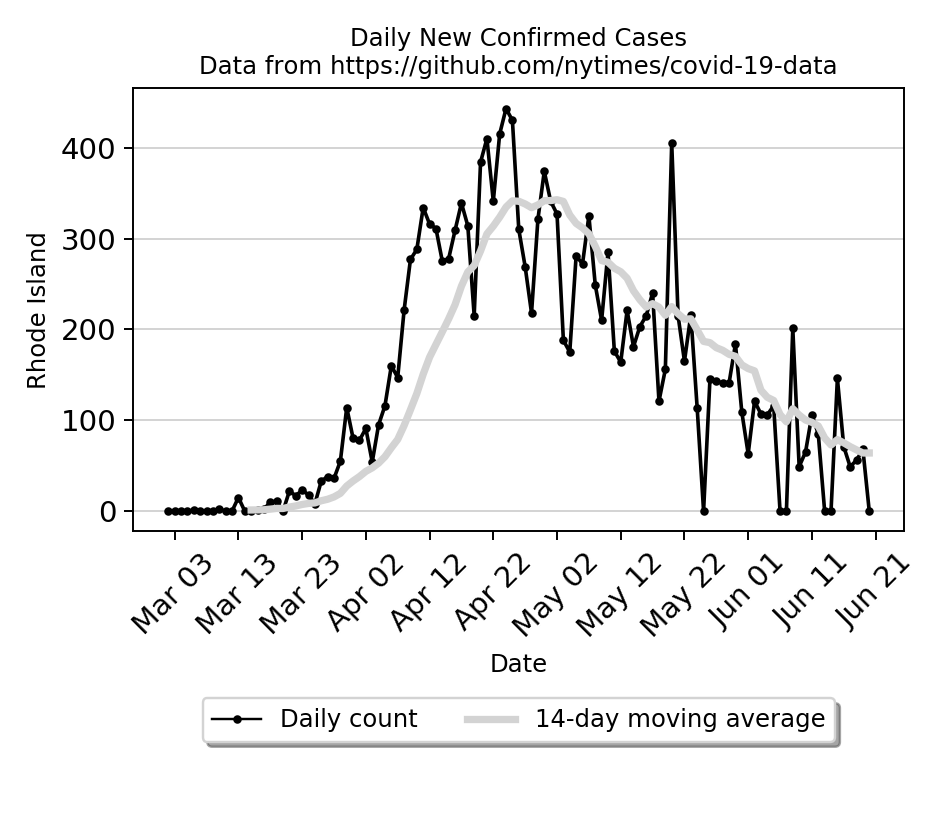 Daily New Confirmed Cases
Data from https://github.com/nytimes/covid-19-data
Rhode Island
400
300
200
100
0
Mar 03
Mar 13
Mar 23
Apr 02
Apr 12
Apr 22
May 02
May 12
May 22
Jun 01
Jun 11
Jun 21
Date
Daily count
14-day moving average